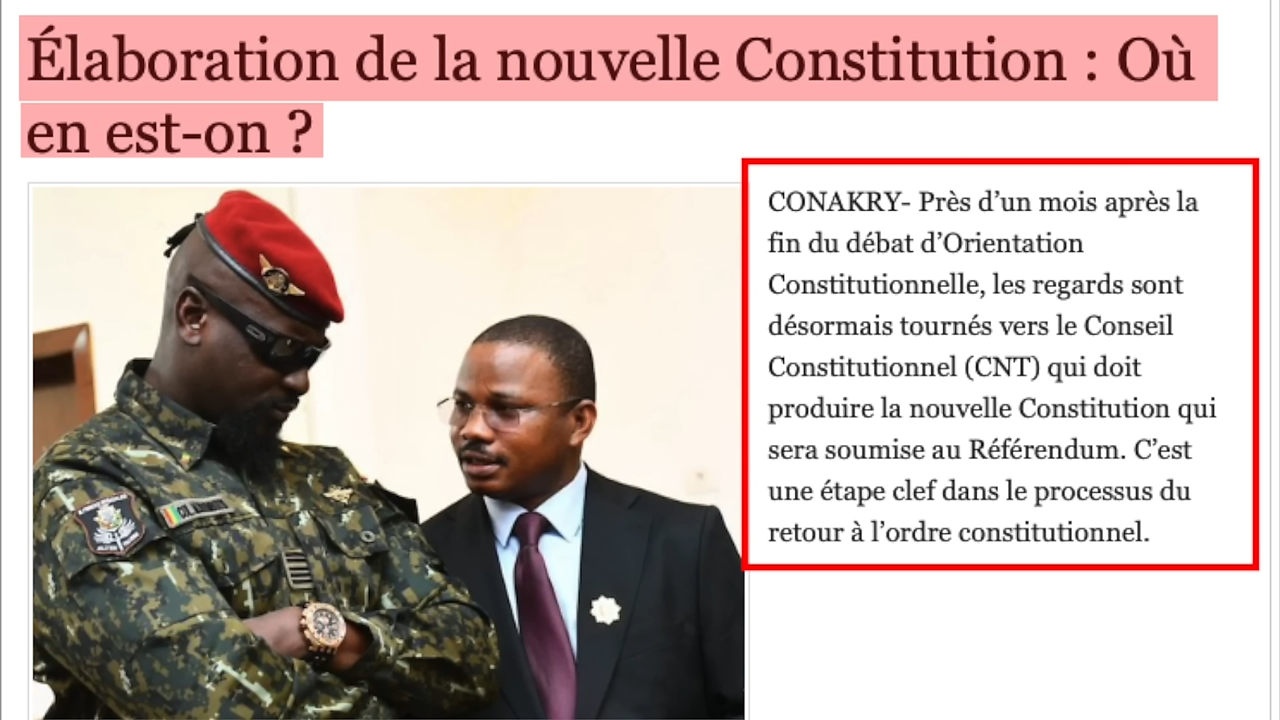 Élaboration de la nouvelle Constitution : Où
en est-on ?
CONAKRY- Près d’un mois après la
fin du débat d’Orientation
Constitutionnelle, les regards sont
désormais tournés vers le Conseil
Constitutionnel (CNT) qui doit
produire la nouvelle Constitution qui
sera soumise au Référendum. C’est
une étape clef dans le processus du
retour à l’ordre constitutionnel.